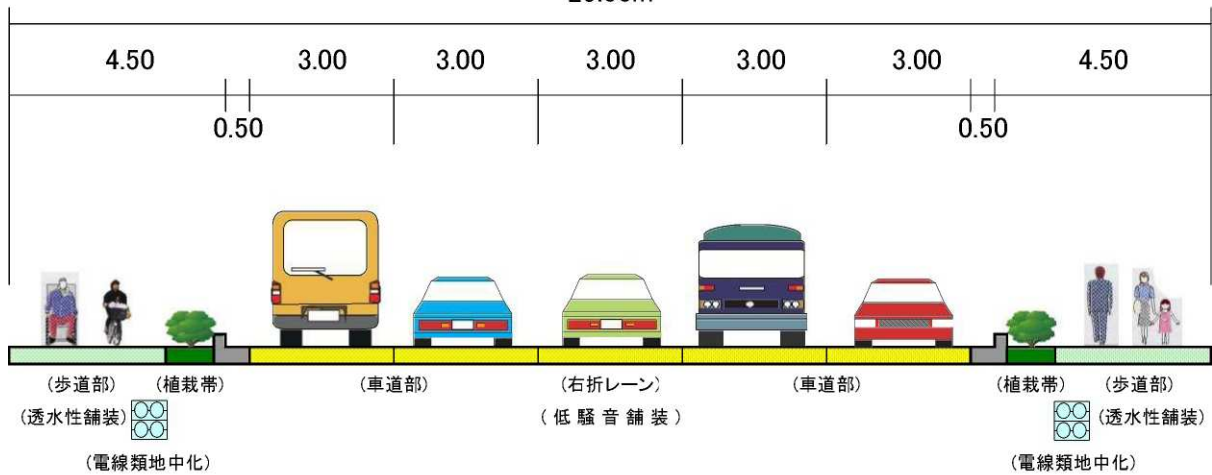 4.50 3.00 3.00 3.00 3.00 3.00 4.50
0.50 0.50
(歩道部) (植栽帯) (車道部) (右折レーン) (車道部) (植栽帯) (歩道部)
(透水性舗装) (低騒音舗装) (透水性舗装)
(電線類地中化) (電線類地中化)